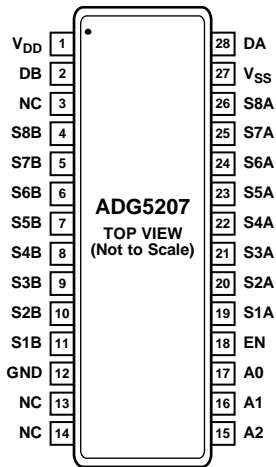 V_DD 1 28 DA
DB 2 27 V_SS
NC 3 26 S8A
S8B 4 25 S7A
S7B 5 24 S6A
S6B 6 23 S5A
S5B 7 22 S4A
S4B 8 21 S3A
S3B 9 20 S2A
S2B 10 19 S1A
S1B 11 18 EN
GND 12 17 A0
NC 13 16 A1
NC 14 15 A2
ADG5207
TOP VIEW
(Not to Scale)